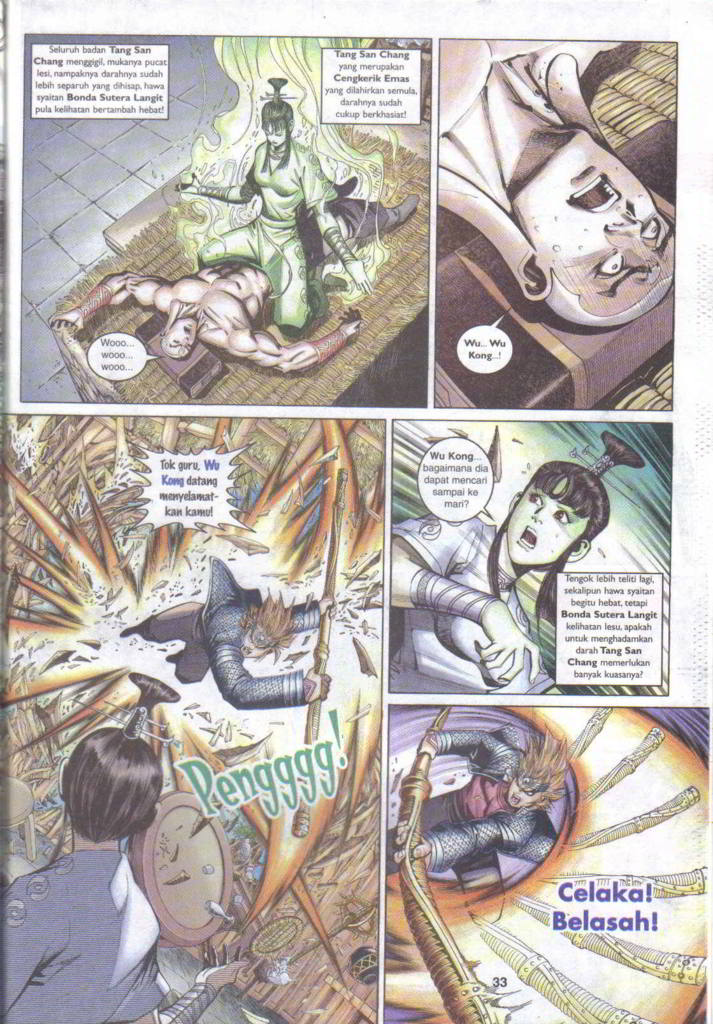 Seluruh badan Tang San
Chang menggigil, mukanya pucat
lesi, nampaknya darahnya sudah
lebih separuh yang dihisap, hawa
syaitan Bonda Sutera Langit
pula kelihatan bertambah hebat!
Tang San Chang
yang merupakan
Cengkerik Emas
yang dilahirkan semula,
darahnya sudah
cukup berkhasiat!
Wooo...
wooo...
wooo...
Wu... Wu
Kong...!
Tok guru, Wu
Kong datang
menyelamat-
kan kamu!
Pengggg!
Wu Kong...
bagaimana dia
dapat mencari
sampai ke
mari?
Tengok lebih teliti lagi,
sekalipun hawa syaitan
begitu hebat, tetapi
Bonda Sutera Langit
kelihatan lesu, apakah
untuk menghadamkan
darah Tang San
Chang memerlukan
banyak kuasanya?
Celaka!
Belasah!
33